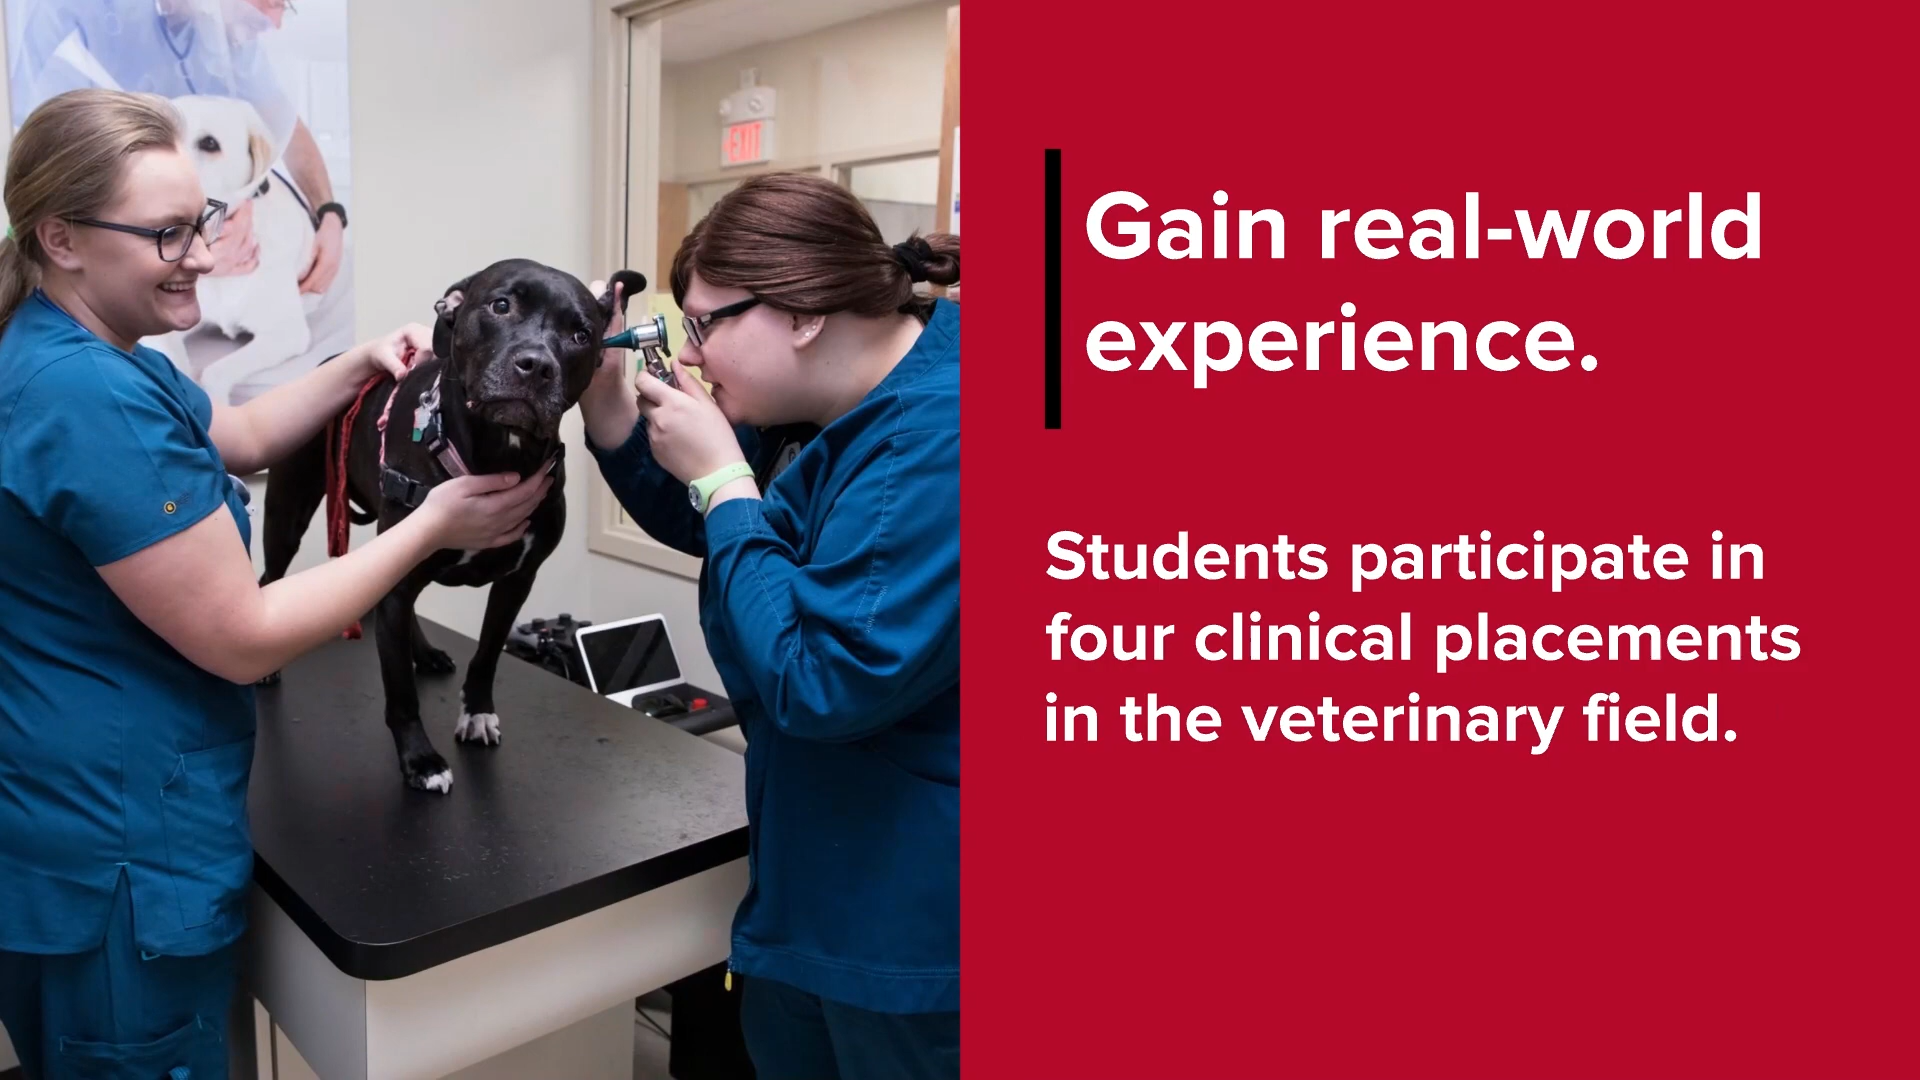 EXIT
Gain real-world
experience.
Students participate in
four clinical placements
in the veterinary field.